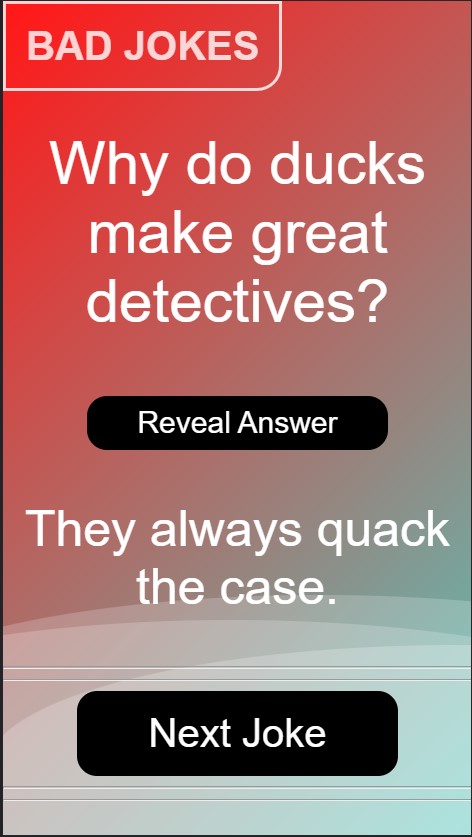 BAD JOKES
Why do ducks
make great
detectives?
Reveal Answer
They always quack
the case.
Next Joke